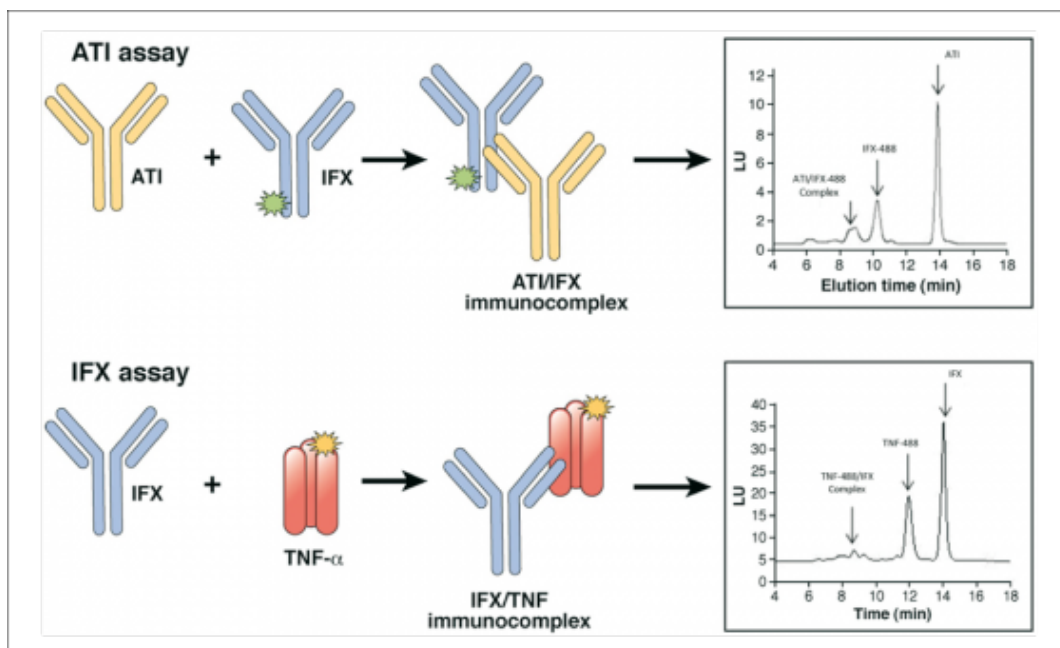 ATI assay
ATI
+
IFX
ATI/IFX
immunocomplex
LU
12
10
8
6
4
2
0
4 6 8 10 12 14 16 18
Elution time (min)
ATI/IFX-488
Complex
IFX-488
ATI
IFX assay
IFX
+
TNF-α
IFX/TNF
immunocomplex
LU
40
35
30
25
20
15
10
5
0
4 6 8 10 12 14 16 18
Time (min)
TNF-488/IFX
Complex
TNF-488
IFX